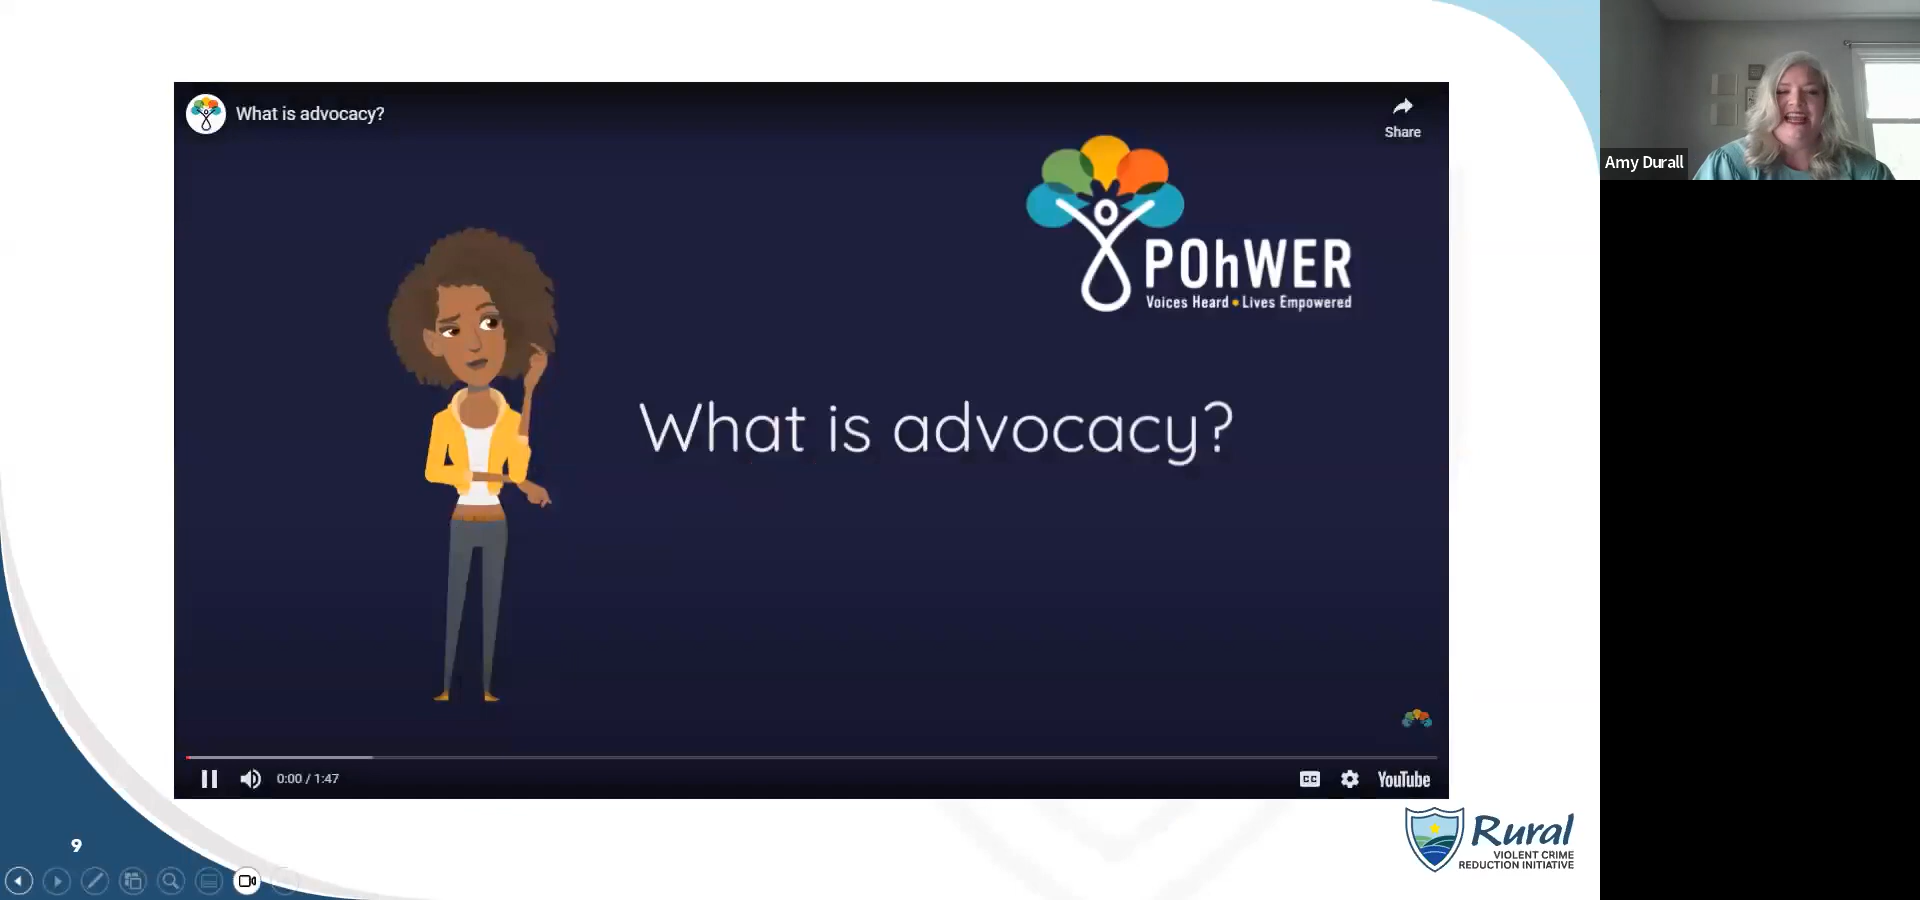 What is advocacy?
Share
Amy Durall
POhWER
Voices Heard • Lives Empowered
What is advocacy?
0:00 / 1:47
CC
YouTube
9
Rural
VIOLENT CRIME
REDUCTION INITIATIVE